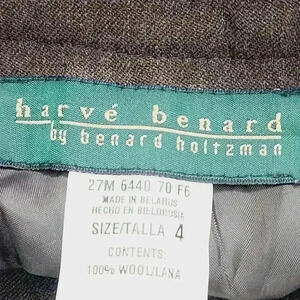 harvé benard
by benard holtzman
27M 6440 70 F6
MADE IN BELARUS
HECHO EN BIELORUSIA
SIZE/TALLA 4
CONTENTS:
100% WOOL/LANA